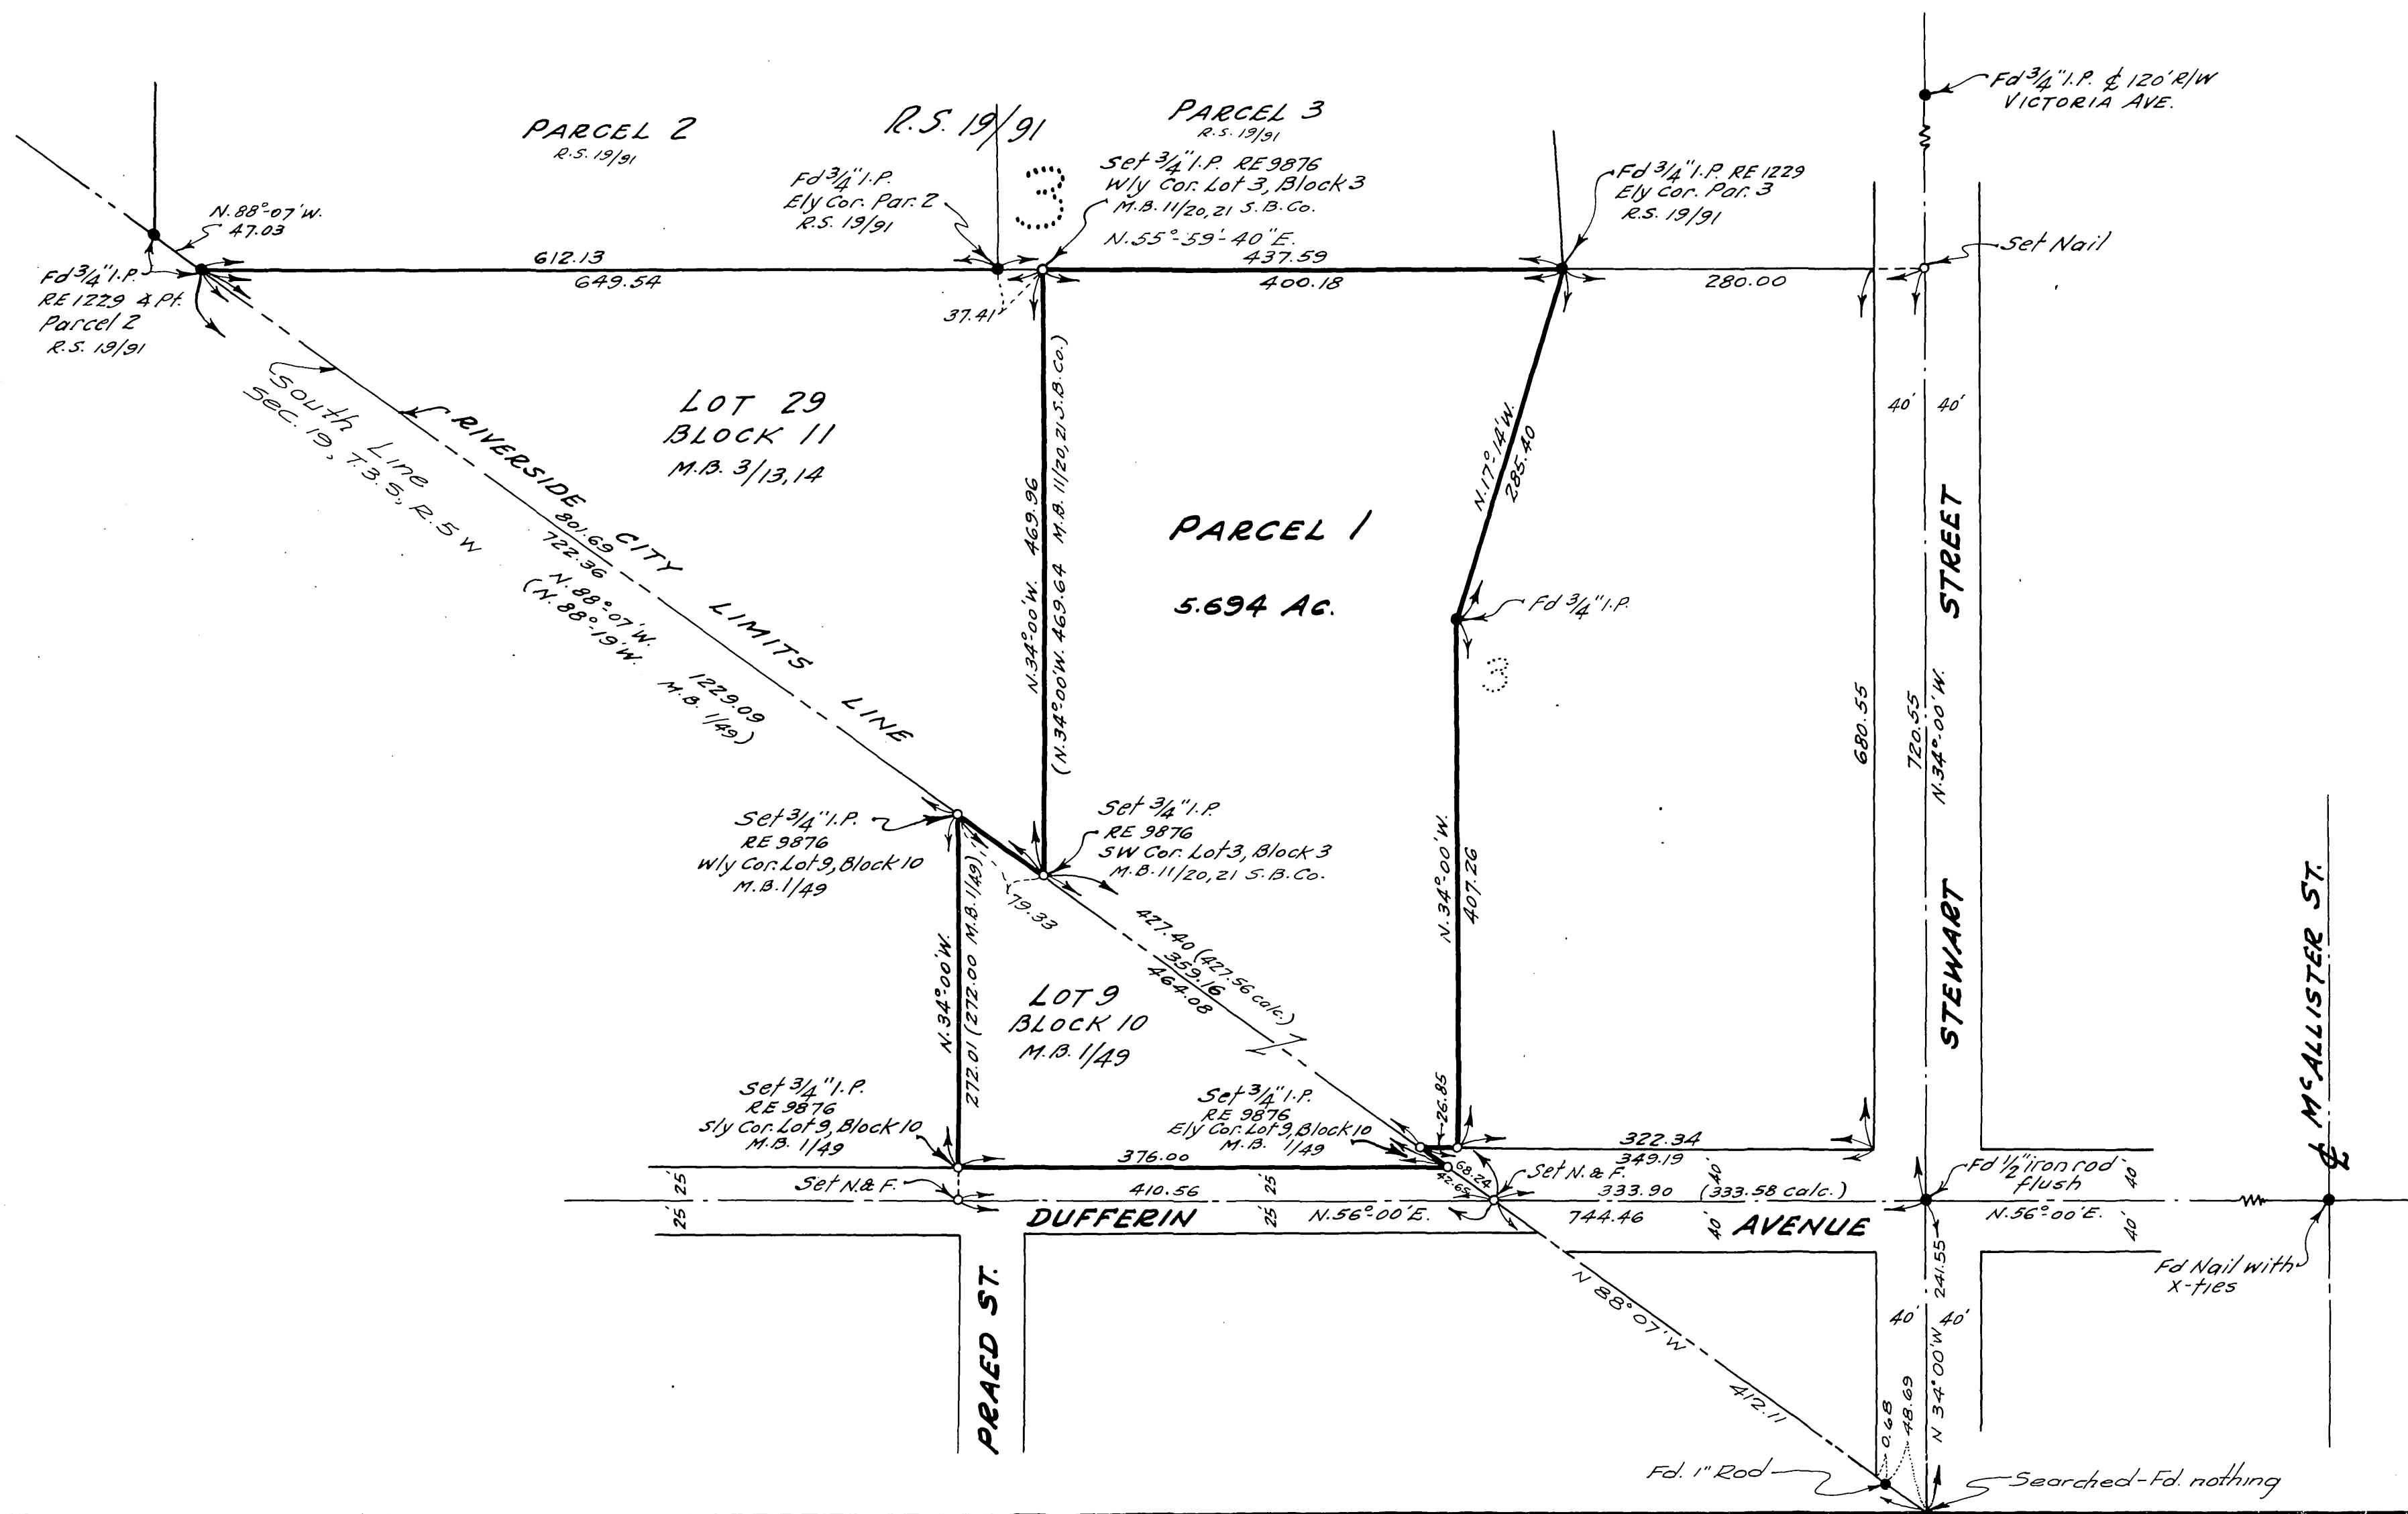 Fd 3/4" I.P. ℄ 120' R/W
VICTORIA AVE.
PARCEL 2
R.S. 19/91
R.S. 19/91
PARCEL 3
R.S. 19/91
3
Set 3/4" I.P. RE 9876
W'ly Cor. Lot 3, Block 3
M.B. 11/20, 21 S.B. Co.
N.55°-59'-40"E.
437.59
400.18
Fd 3/4" I.P.
Ely Cor. Par. 2
R.S. 19/91
Fd 3/4" I.P. RE 1229
Ely Cor. Par. 3
R.S. 19/91
Set Nail
N.88°-07'W.
47.03
612.13
649.54
37.41
280.00
Fd 3/4" I.P.
RE 1229 4 Pt.
Parcel 2
R.S. 19/91
South Line
Sec. 19, T.3.S., R.5W
RIVERSIDE CITY LIMITS LINE
801.69
722.36
N.88°-07'W. 1229.09
(N.88°-19'W. M.B. 1/49)
LOT 29
BLOCK 11
M.B. 3/13,14
N.34°-00'W. 469.96
(N.34°-00'W. 469.64 M.B. 11/20, 21 S.B. Co.)
PARCEL 1
5.694 Ac.
N.17°-14'W.
285.40
Fd 3/4" I.P.
3
40' 40'
680.55
720.55
N.34°-00'W.
STEWART STREET
N.34°-00'W.
407.26
Set 3/4" I.P.
RE 9876
Wly Cor. Lot 9, Block 10
M.B. 1/49
Set 3/4" I.P.
RE 9876
SW Cor. Lot 3, Block 3
M.B. 11/20, 21 S.B. Co.
79.33
427.40 (427.56 calc.)
359.16
464.08
N.34°00'W.
272.01 (272.00 M.B. 1/49)
LOT 9
BLOCK 10
M.B. 1/49
Set 3/4" I.P.
RE 9876
Sly Cor. Lot 9, Block 10
M.B. 1/49
Set 3/4" I.P.
RE 9876
Ely Cor. Lot 9, Block 10
M.B. 1/49
26.85
322.34
349.19
376.00
68.24
42.65
Set N.&F.
Set N.&F.
25' 25'
25' 25'
410.56
333.90 (333.58 calc.)
744.46
40'
40'
DUFFERIN AVENUE
N.56°00'E.
Fd 1/2" iron rod
flush
N.56°00'E.
40'
40'
℄ McALLISTER ST.
Fd Nail with
x-ties
PRAED ST.
N 88°07'W
412.11
241.55
N 34°00'W
40' 40'
0.68
48.69
Fd. 1" Rod
Searched-Fd. nothing